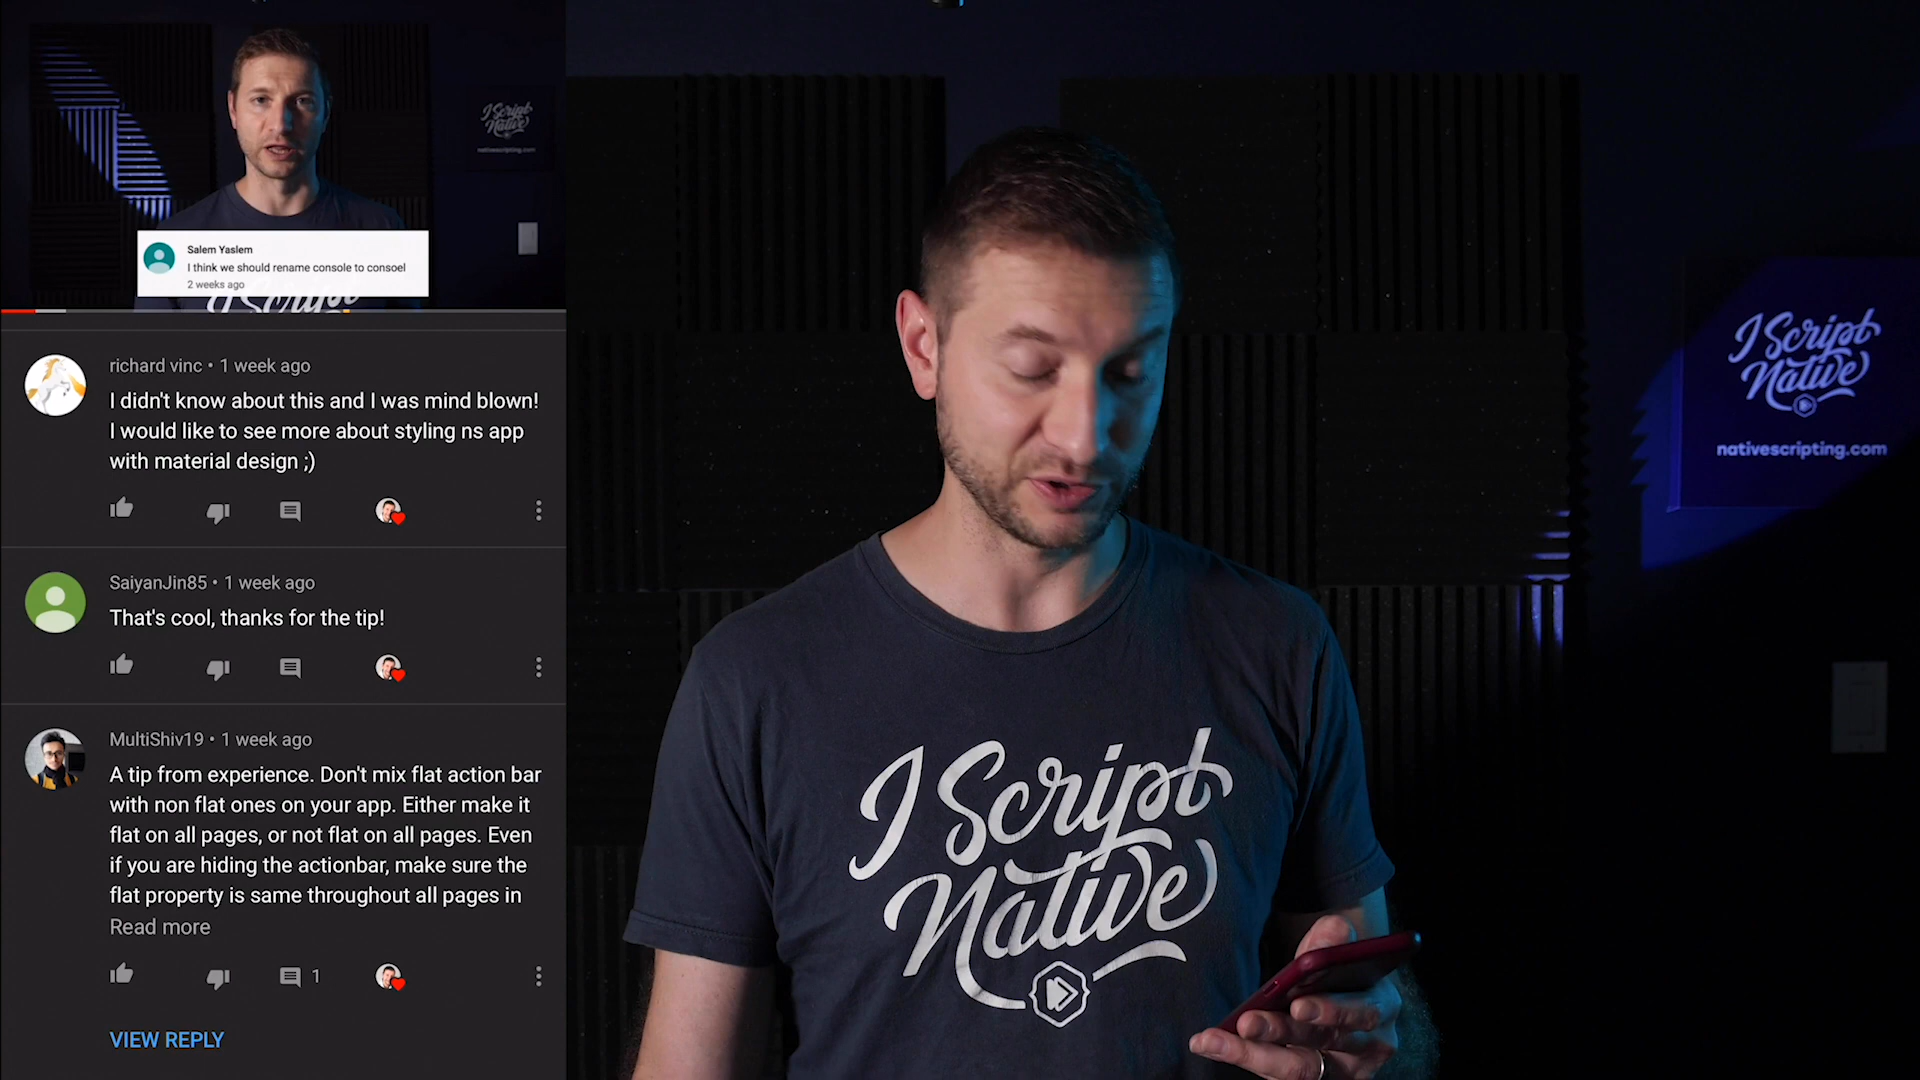 I Script
Native
nativescripting.com
Salem Yaslem
I think we should rename console to consoel
2 weeks ago
I Script
richard vinc • 1 week ago
I didn't know about this and I was mind blown!
I would like to see more about styling ns app
with material design ;)
SaiyanJin85 • 1 week ago
That's cool, thanks for the tip!
MultiShiv19 • 1 week ago
A tip from experience. Don't mix flat action bar
with non flat ones on your app. Either make it
flat on all pages, or not flat on all pages. Even
if you are hiding the actionbar, make sure the
flat property is same throughout all pages in
Read more
1
VIEW REPLY
I Script
Native
I Script
Native
nativescripting.com